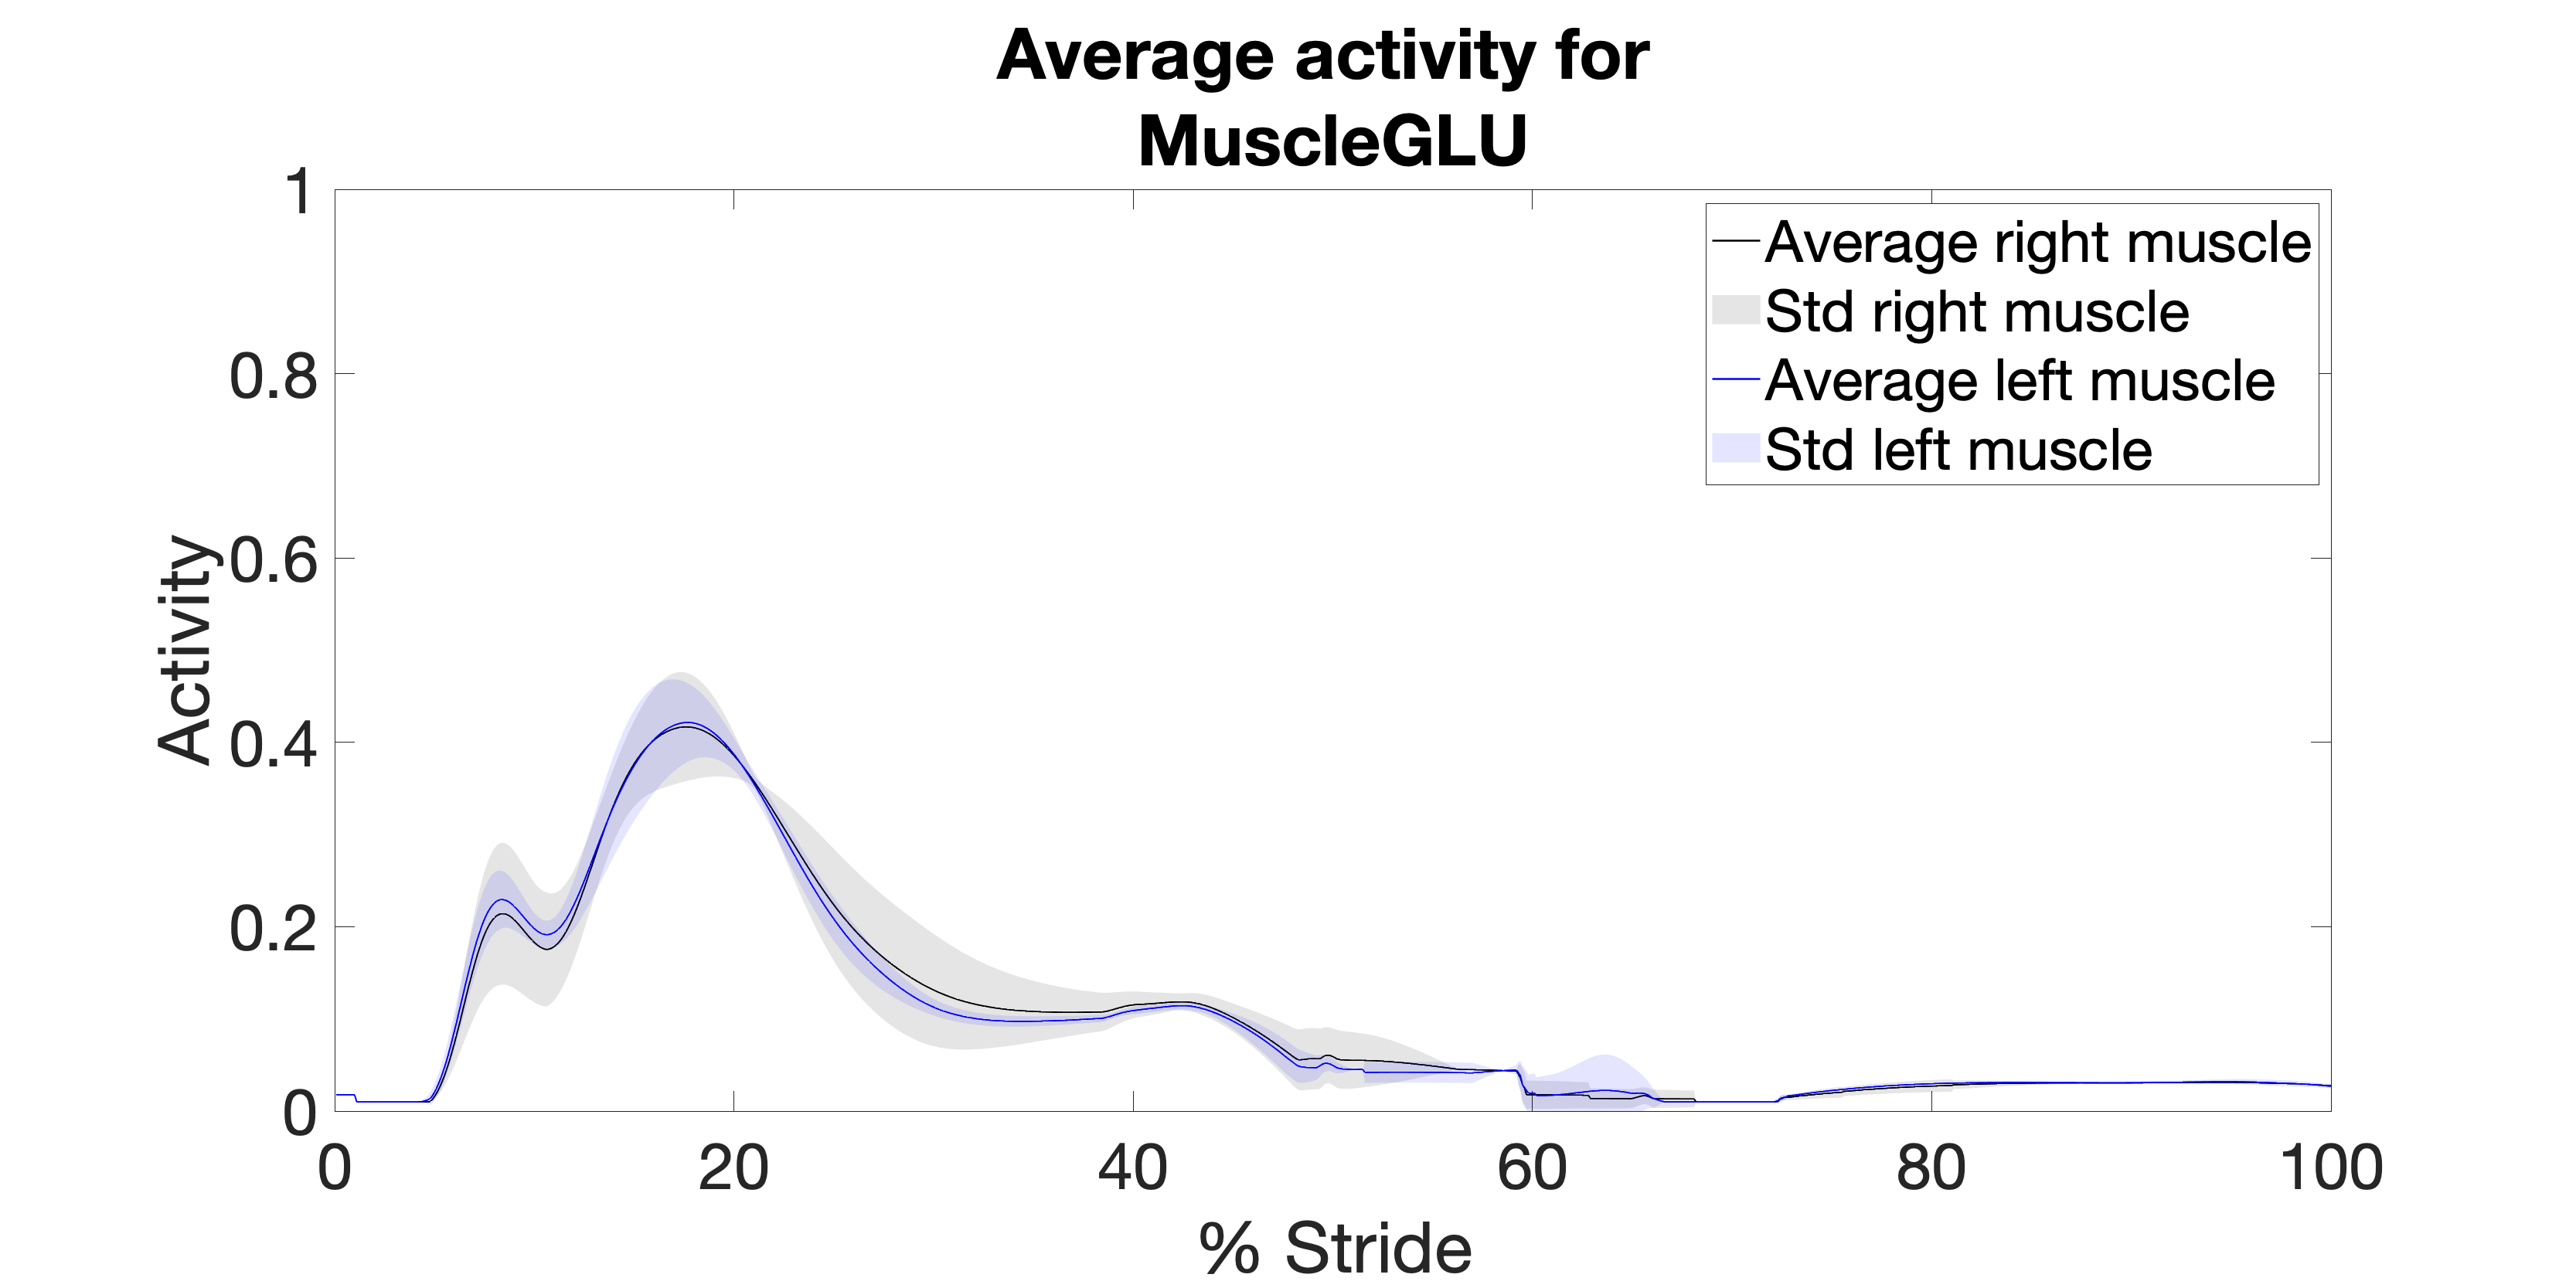 Average activity for
MuscleGLU
1
0.8
0.6
0.4
0.2
0
Activity
0 20 40 60 80 100
% Stride
Average right muscle
Std right muscle
Average left muscle
Std left muscle